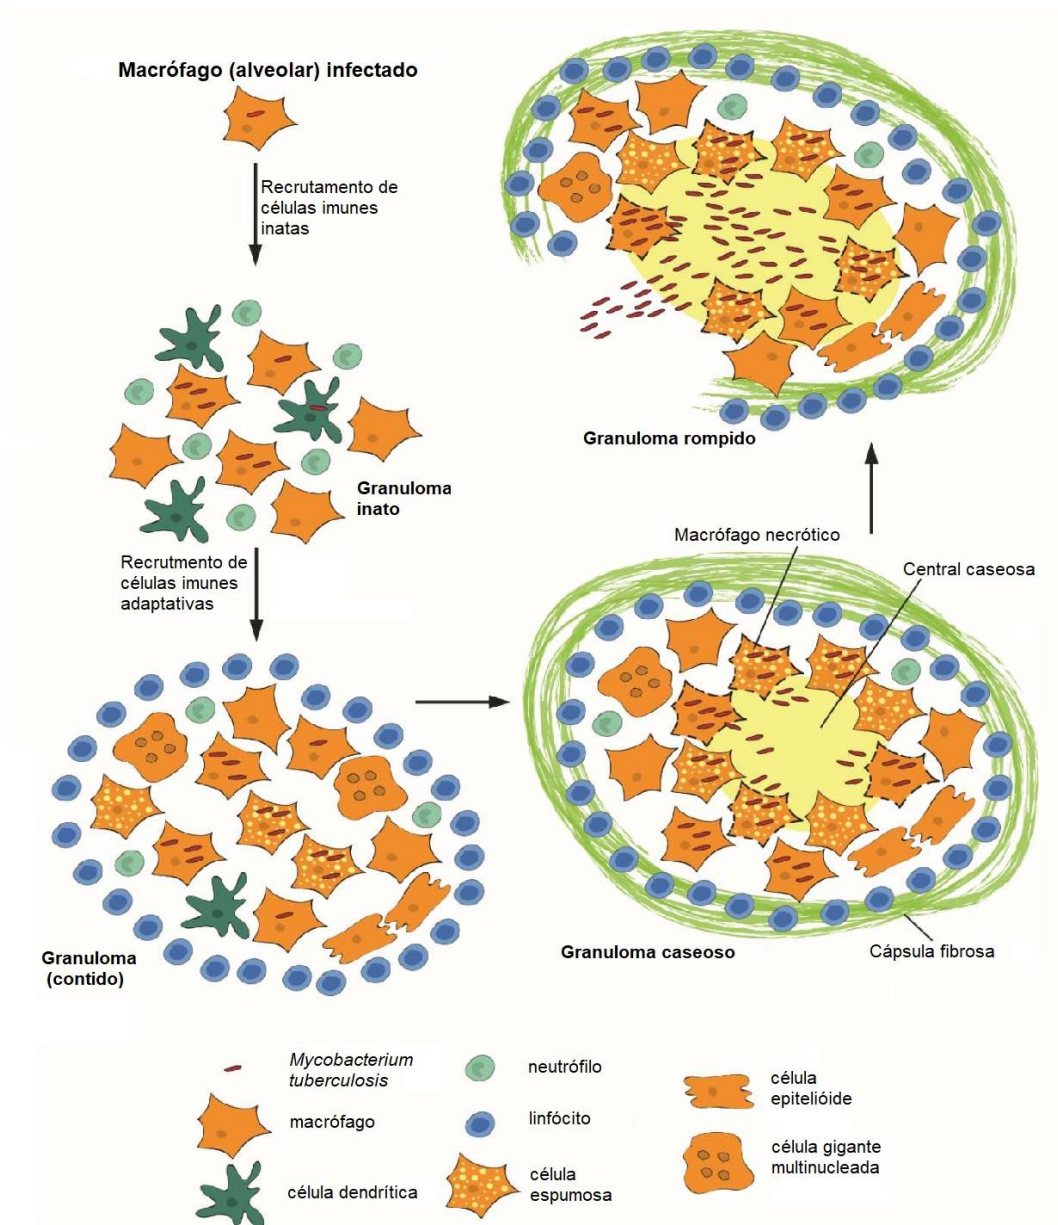 Macrófago (alveolar) infectado
Recrutamento de
células imunes
inatas
Granuloma
inato
Recrutmento de
células imunes
adaptativas
Granuloma
(contido)
Granuloma rompido
Macrófago necrótico
Central caseosa
Granuloma caseoso
Cápsula fibrosa
Mycobacterium
tuberculosis
macrófago
célula dendrítica
neutrófilo
linfócito
célula
espumosa
célula
epitelióide
célula gigante
multinucleada